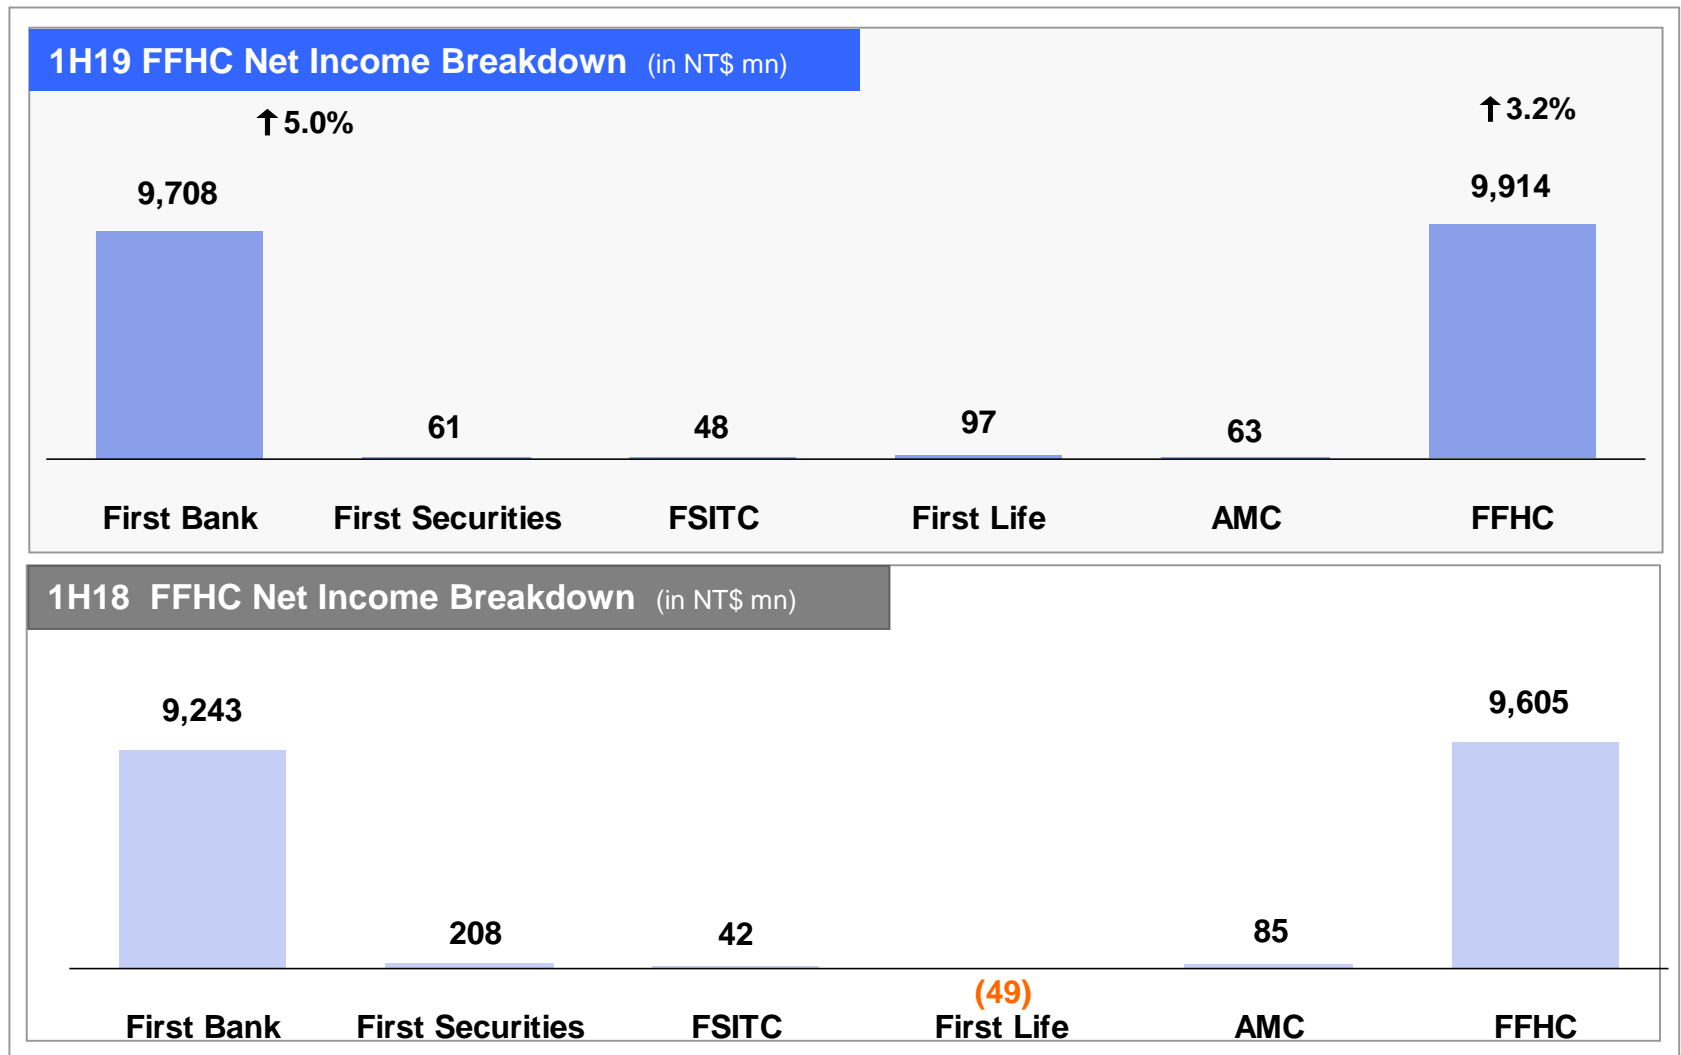 1H19 FFHC Net Income Breakdown (in NT$ mn)
↑5.0% ↑3.2%
9,708 9,914
61 48 97 63
First Bank First Securities FSITC First Life AMC FFHC
1H18 FFHC Net Income Breakdown (in NT$ mn)
9,243 9,605
208 42 85
(49)
First Bank First Securities FSITC First Life AMC FFHC